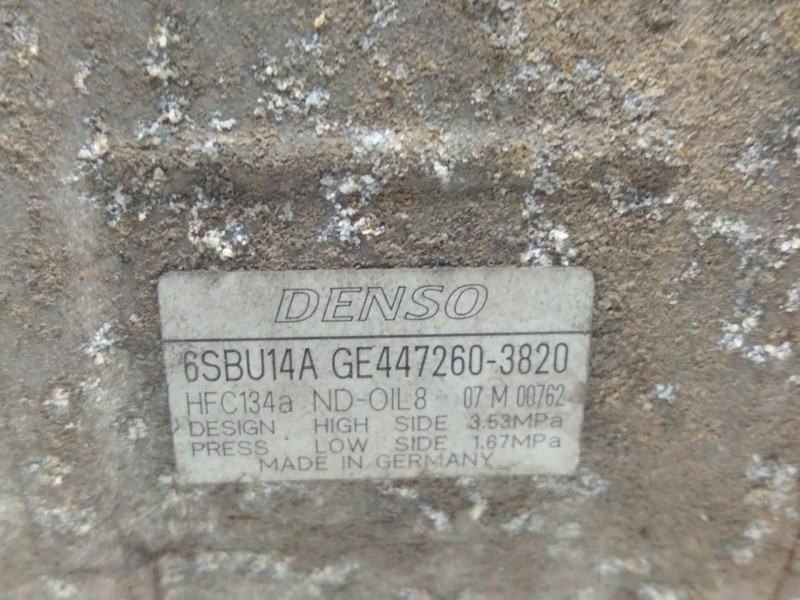 DENSO
6SBU14A GE447260-3820
HFC134a ND-OIL8 07 M 00762
DESIGN HIGH SIDE 3.53MPa
PRESS LOW SIDE 1.67MPa
MADE IN GERMANY